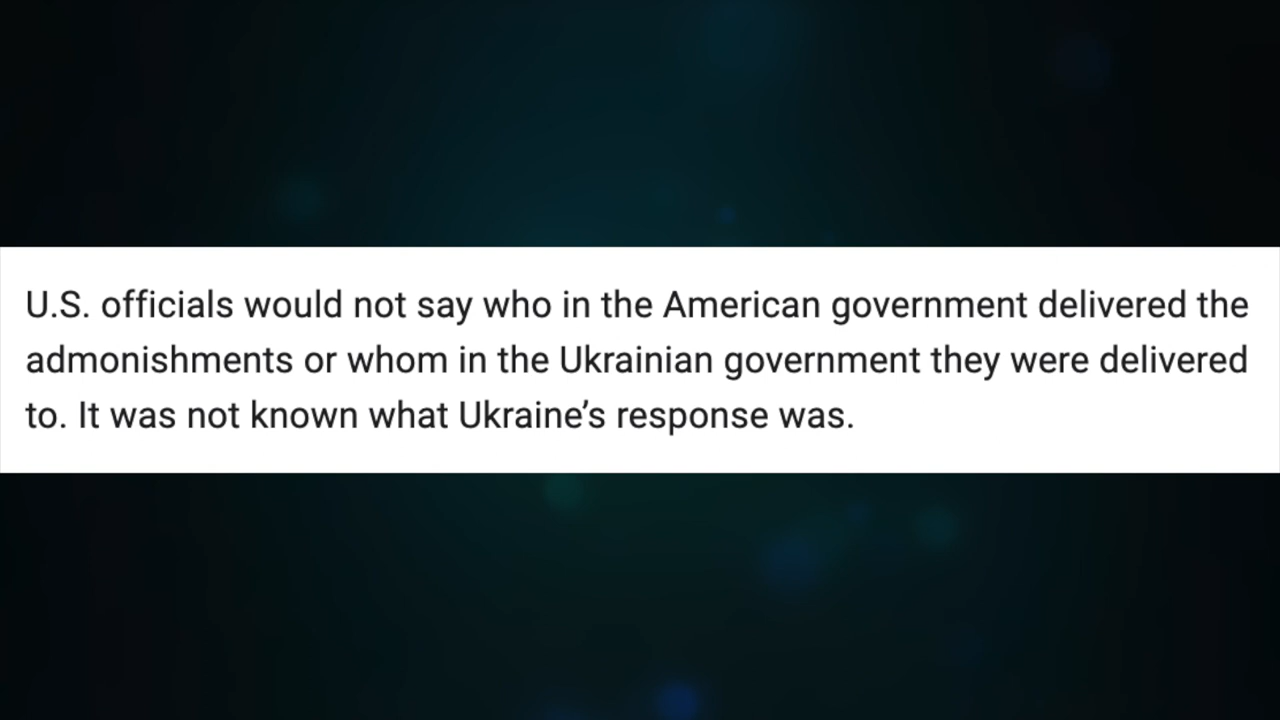 U.S. officials would not say who in the American government delivered the
admonishments or whom in the Ukrainian government they were delivered
to. It was not known what Ukraine’s response was.